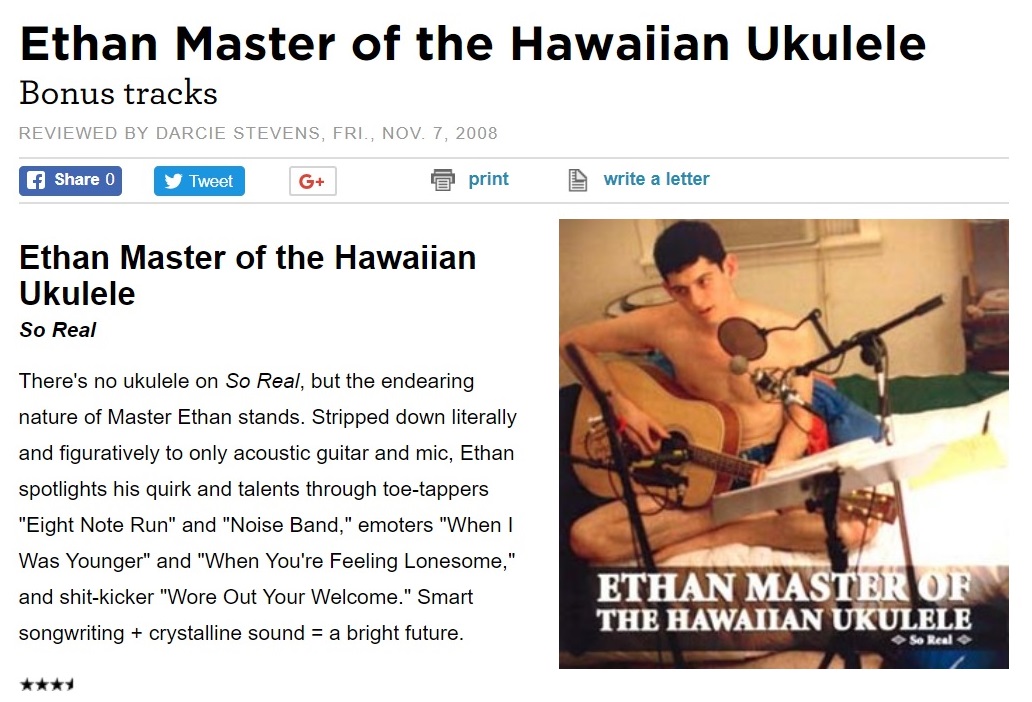 Ethan Master of the Hawaiian Ukulele
Bonus tracks
REVIEWED BY DARCIE STEVENS, FRI., NOV. 7, 2008
Share 0
Tweet
G+
print
write a letter
Ethan Master of the Hawaiian
Ukulele
So Real
There's no ukulele on So Real, but the endearing
nature of Master Ethan stands. Stripped down literally
and figuratively to only acoustic guitar and mic, Ethan
spotlights his quirk and talents through toe-tappers
"Eight Note Run" and "Noise Band," emoters "When I
Was Younger" and "When You're Feeling Lonesome,"
and shit-kicker "Wore Out Your Welcome." Smart
songwriting + crystalline sound = a bright future.
ETHAN MASTER OF
THE HAWAIIAN UKULELE
So Real